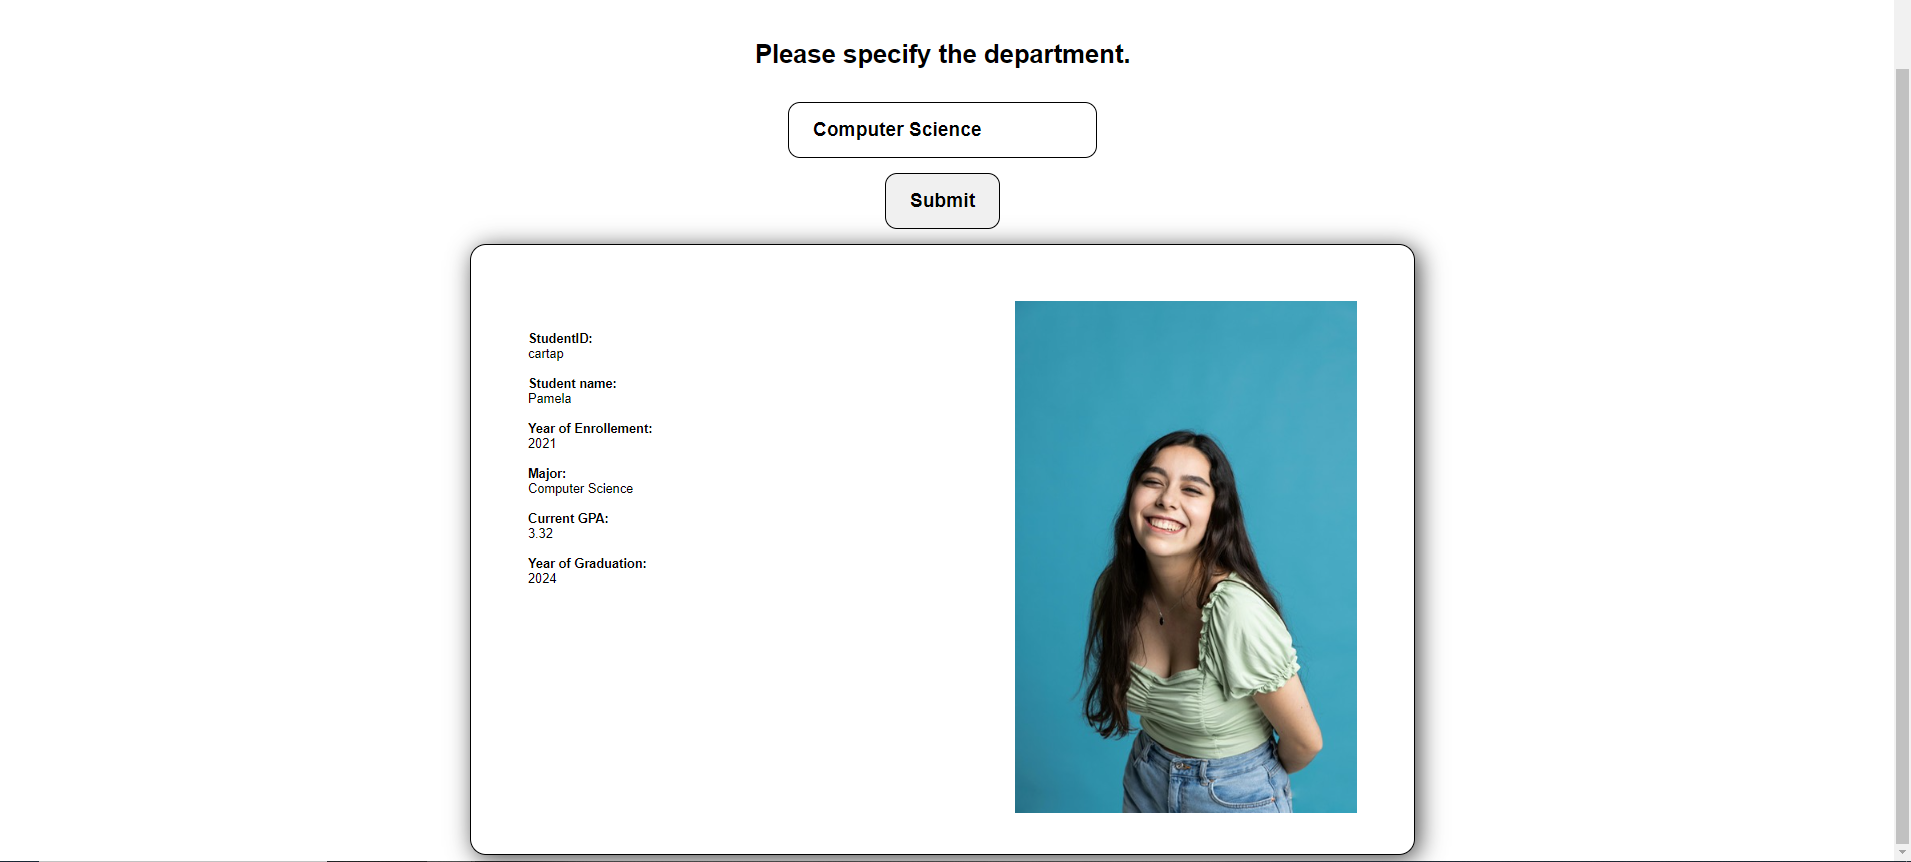 Please specify the department.
Computer Science
Submit
StudentID:
cartap
Student name:
Pamela
Year of Enrollement:
2021
Major:
Computer Science
Current GPA:
3.32
Year of Graduation:
2024